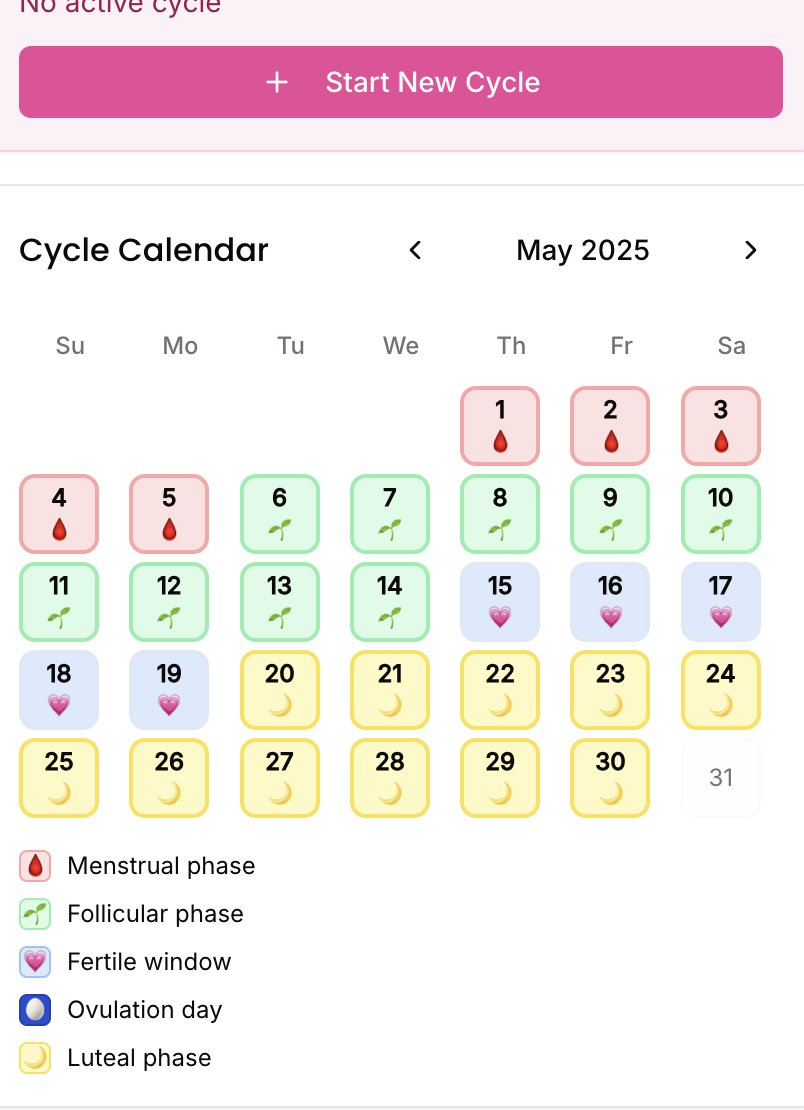 No active cycle
+ Start New Cycle
Cycle Calendar < May 2025 >
Su Mo Tu We Th Fr Sa
1 2 3
4 5 6 7 8 9 10
11 12 13 14 15 16 17
18 19 20 21 22 23 24
25 26 27 28 29 30 31
Menstrual phase
Follicular phase
Fertile window
Ovulation day
Luteal phase